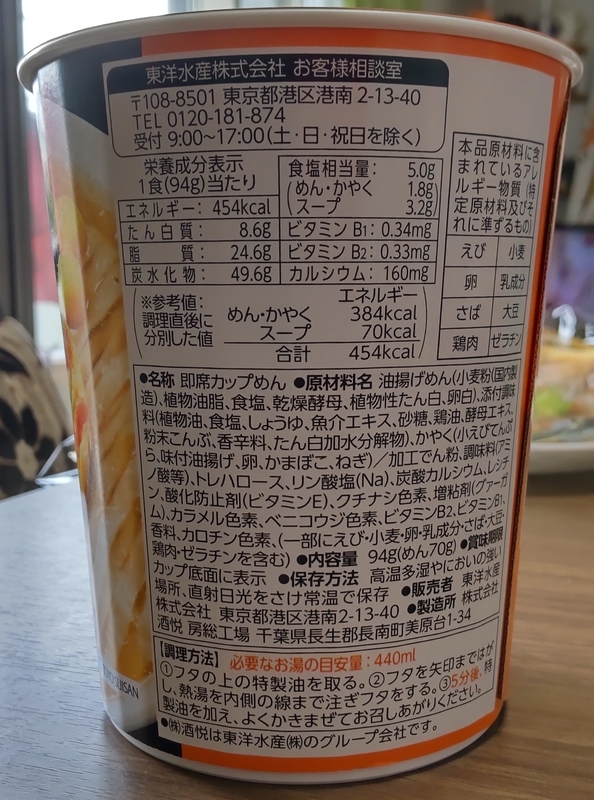 東洋水産株式会社 お客様相談室
〒108-8501 東京都港区港南 2-13-40
TEL 0120-181-874
受付 9:00〜17:00(土・日・祝日を除く)
栄養成分表示
1食(94g)当たり
エネルギー: 454kcal
たん白質: 8.6g
脂質: 24.6g
炭水化物: 49.6g
食塩相当量: 5.0g
(めん・かやく 1.8g)
(スープ 3.2g)
ビタミン B1: 0.34mg
ビタミン B2: 0.33mg
カルシウム: 160mg
本品原材料に含
まれているアレ
ルギー物質(特
定原材料及びそ
れに準ずるもの)
えび 小麦
卵 乳成分
さば 大豆
鶏肉 ゼラチン
※参考値:
調理直後に
分別した値
エネルギー
めん・かやく 384kcal
スープ 70kcal
合計 454kcal
●名称 即席カップめん ●原材料名 油揚げめん(小麦粉(国内製
造)、植物油脂、食塩、乾燥酵母、植物性たん白、卵白)、添付調味
料(植物油、食塩、しょうゆ、魚介エキス、砂糖、鶏油、酵母エキス、
粉末こんぶ、香辛料、たん白加水分解物)、かやく(小えびてんぷ
ら、味付油揚げ、卵、かまぼこ、ねぎ)/加工でん粉、調味料(アミ
ノ酸等)、トレハロース、リン酸塩(Na)、炭酸カルシウム、レシチ
ン、酸化防止剤(ビタミンE)、クチナシ色素、増粘剤(グァーガ
ム)、カラメル色素、ベニコウジ色素、ビタミンB2、ビタミンB1、
香料、カロチン色素、(一部にえび・小麦・卵・乳成分・さば・大豆・
鶏肉・ゼラチンを含む) ●内容量 94g(めん70g) ●賞味期限
カップ底面に表示 ●保存方法 高温多湿やにおいの強い
場所、直射日光をさけ常温で保存 ●販売者 東洋水産
株式会社 東京都港区港南2-13-40 ●製造所 株式会社
酒悦 房総工場 千葉県長生郡長南町美原台1-34
【調理方法】 必要なお湯の目安量:440ml
①フタの上の特製油を取る。②フタを矢印まではが
し、熱湯を内側の線まで注ぎフタをする。③5分後、特
製油を加え、よくかきまぜてお召しあがりください。
●㈱酒悦は東洋水産㈱のグループ会社です。